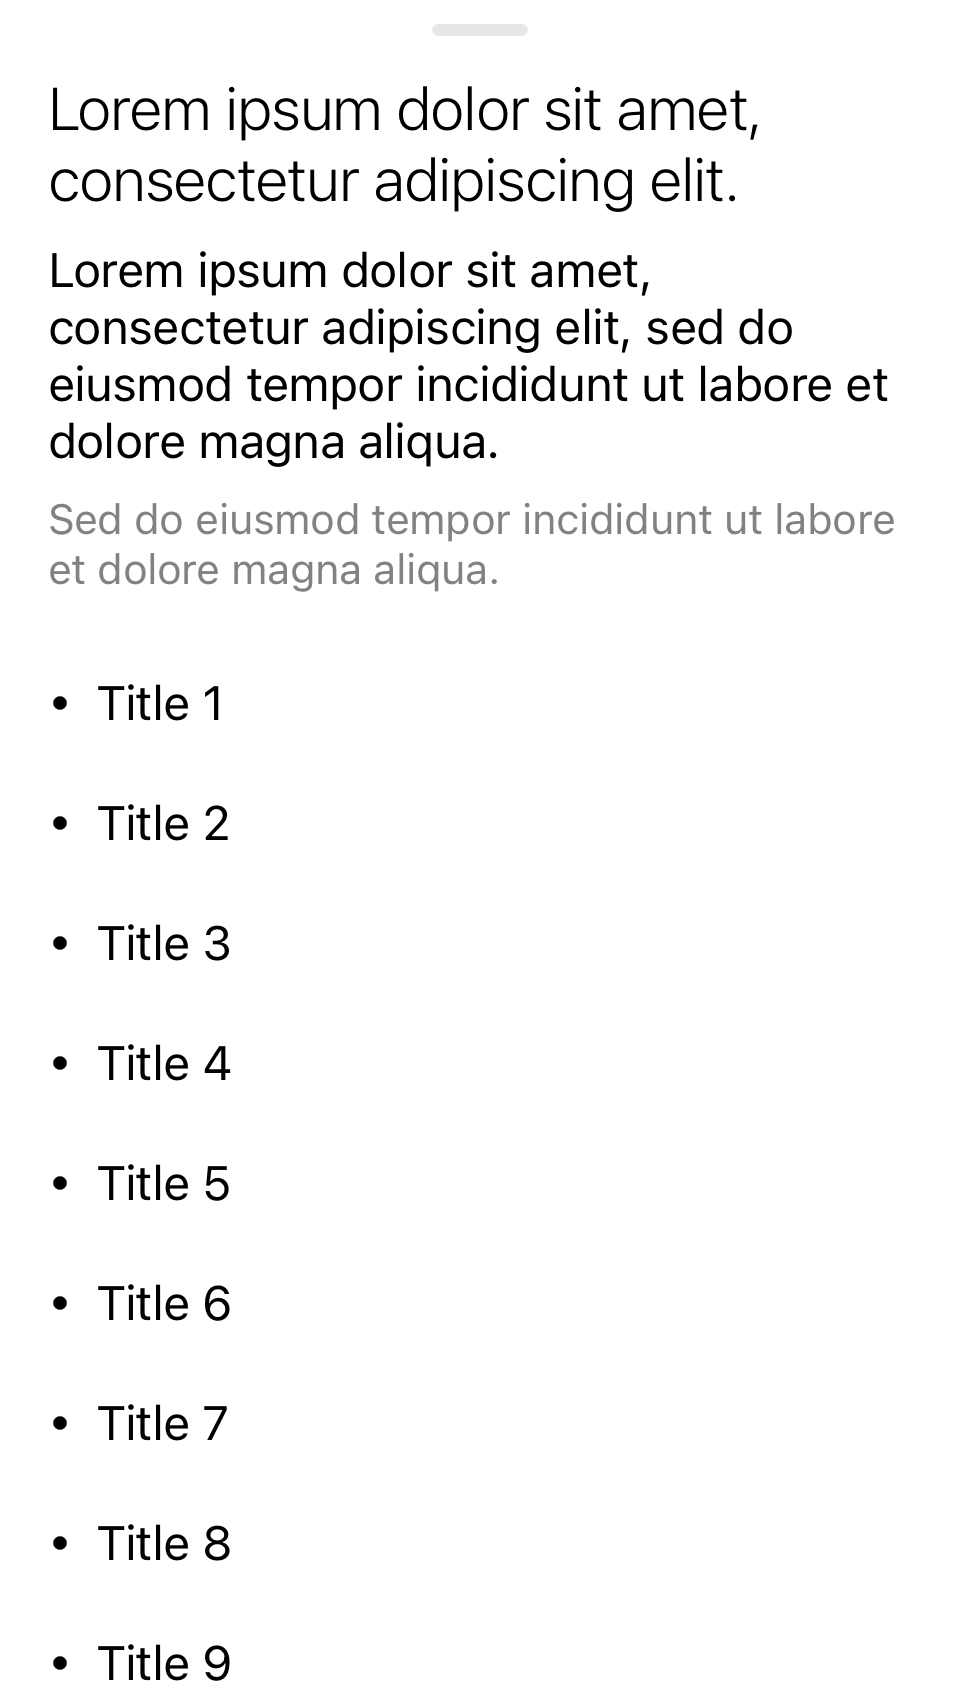 Lorem ipsum dolor sit amet,
consectetur adipiscing elit.
Lorem ipsum dolor sit amet,
consectetur adipiscing elit, sed do
eiusmod tempor incididunt ut labore et
dolore magna aliqua.
Sed do eiusmod tempor incididunt ut labore
et dolore magna aliqua.
• Title 1
• Title 2
• Title 3
• Title 4
• Title 5
• Title 6
• Title 7
• Title 8
• Title 9